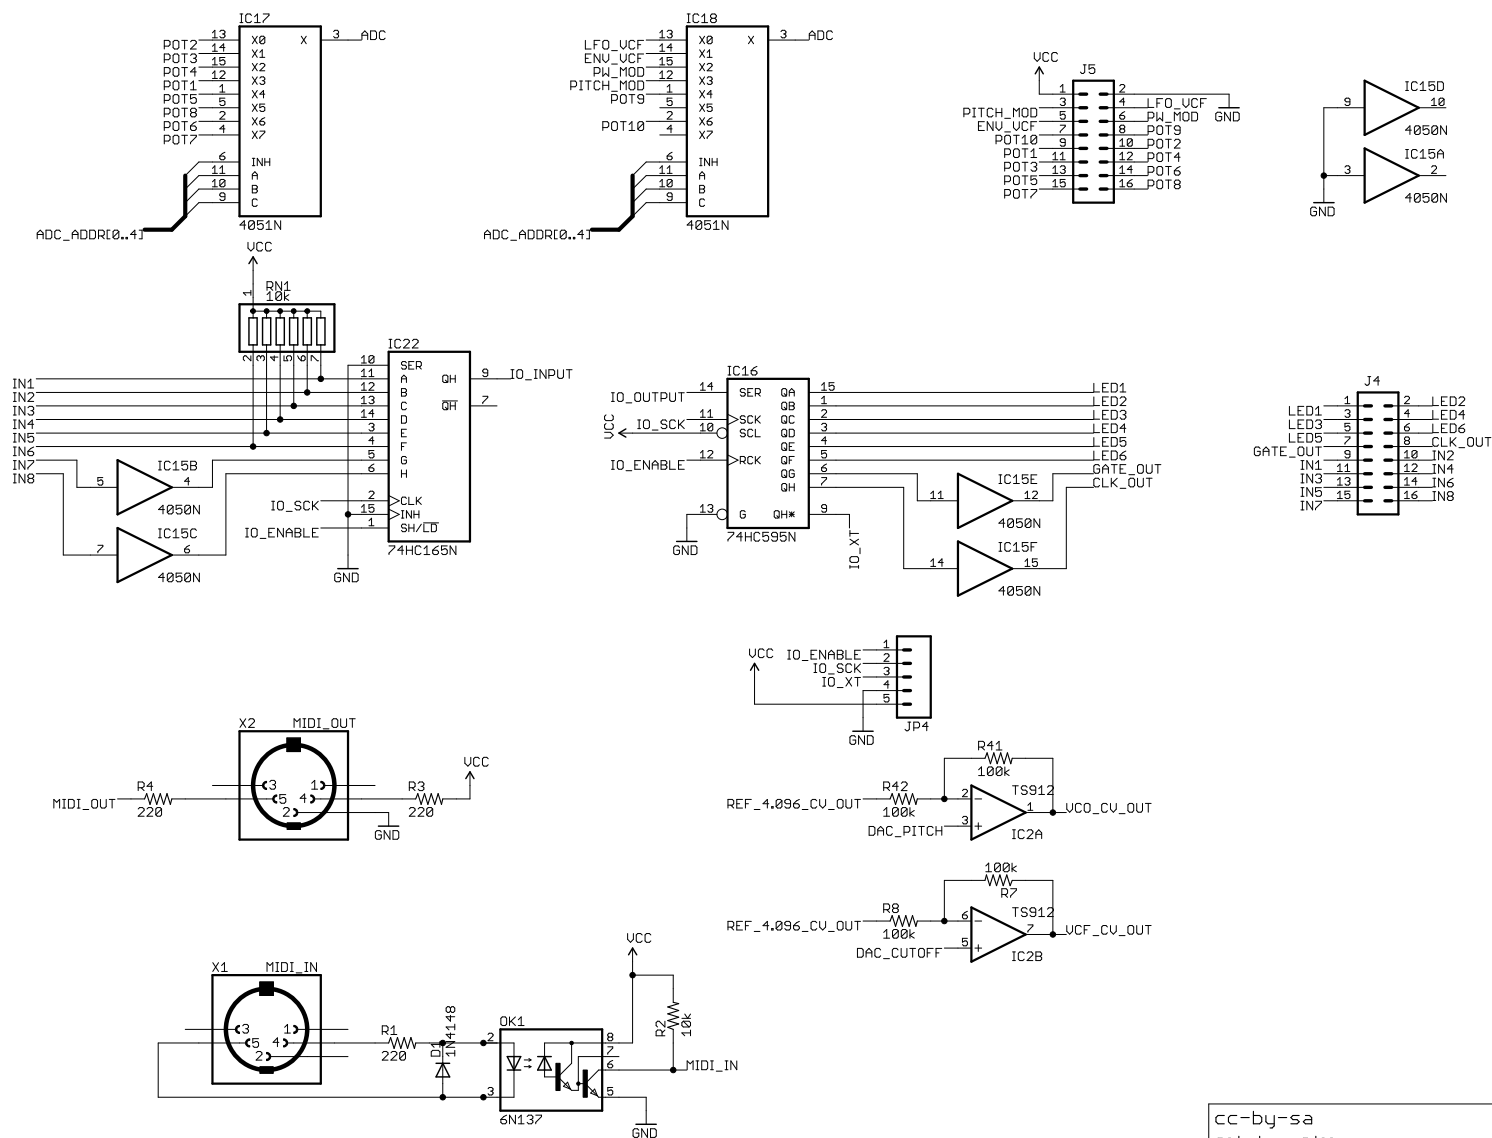 IC17
POT2 13 X0 X 3 ADC
POT3 14 X1
POT4 15 X2
POT1 12 X3
POT5 1 X4
POT8 5 X5
POT6 2 X6
POT7 4 X7
6 INH
11 A
10 B
9 C
ADC_ADDR[0..4]
4051N
IC18
LFO_VCF 13 X0 X 3 ADC
ENV_VCF 14 X1
PW_MOD 15 X2
PITCH_MOD 12 X3
POT9 1 X4
5 X5
POT10 2 X6
4 X7
6 INH
11 A
10 B
9 C
ADC_ADDR[0..4]
4051N
VCC
J5
1 2
PITCH_MOD 3 4 LFO_VCF
ENV_VCF 5 6 PW_MOD
POT10 7 8 POT9
POT1 9 10 POT2
POT3 11 12 POT4
POT5 13 14 POT6
POT7 15 16 POT8
GND
IC15D
9 10
4050N
IC15A
3 2
4050N
GND
VCC
RN1
10k
1
2 3 4 5 6 7
IC22
10 SER
IN1 11 A QH 9 IO_INPUT
IN2 12 B QH 7
IN3 13 C
IN4 14 D
IN5 3 E
IN6 4 F
IN7 5 G
IN8 6 H
IO_SCK 2 CLK
15 INH
IO_ENABLE 1 SH/LD
74HC165N
GND
IC15B
5 4
4050N
IC15C
7 6
4050N
IC16
IO_OUTPUT 14 SER QA 15 LED1
QB 1 LED2
IO_SCK 11 SCK QC 2 LED3
VCC 10 SCL QD 3 LED4
QE 4 LED5
IO_ENABLE 12 RCK QF 5 LED6
QG 6 GATE_OUT
QH 7 CLK_OUT
13 G QH* 9
GND
74HC595N
IO_XT
IC15E
11 12
4050N
IC15F
14 15
4050N
J4
LED1 1 2 LED2
LED3 3 4 LED4
LED5 5 6 LED6
GATE_OUT 7 8 CLK_OUT
IN1 9 10 IN2
IN3 11 12 IN4
IN5 13 14 IN6
IN7 15 16 IN8
VCC
IO_ENABLE 1
IO_SCK 2
IO_XT 3
4
5
GND
JP4
X2 MIDI_OUT
MIDI_OUT
R4
220
3 1
5 4
2
R3
220
VCC
GND
R41
100k
REF_4.096_CV_OUT
R42
100k
TS912
2 -
1 VCO_CV_OUT
DAC_PITCH 3 +
IC2A
100k
R7
REF_4.096_CV_OUT
R8
100k
TS912
6 -
7 VCF_CV_OUT
DAC_CUTOFF 5 +
IC2B
X1 MIDI_IN
3 1
5 4
2
R1
220
D1
1N4148
OK1
2
3
8
7
6
5
6N137
VCC
R2
10k
MIDI_IN
GND
cc-by-sa